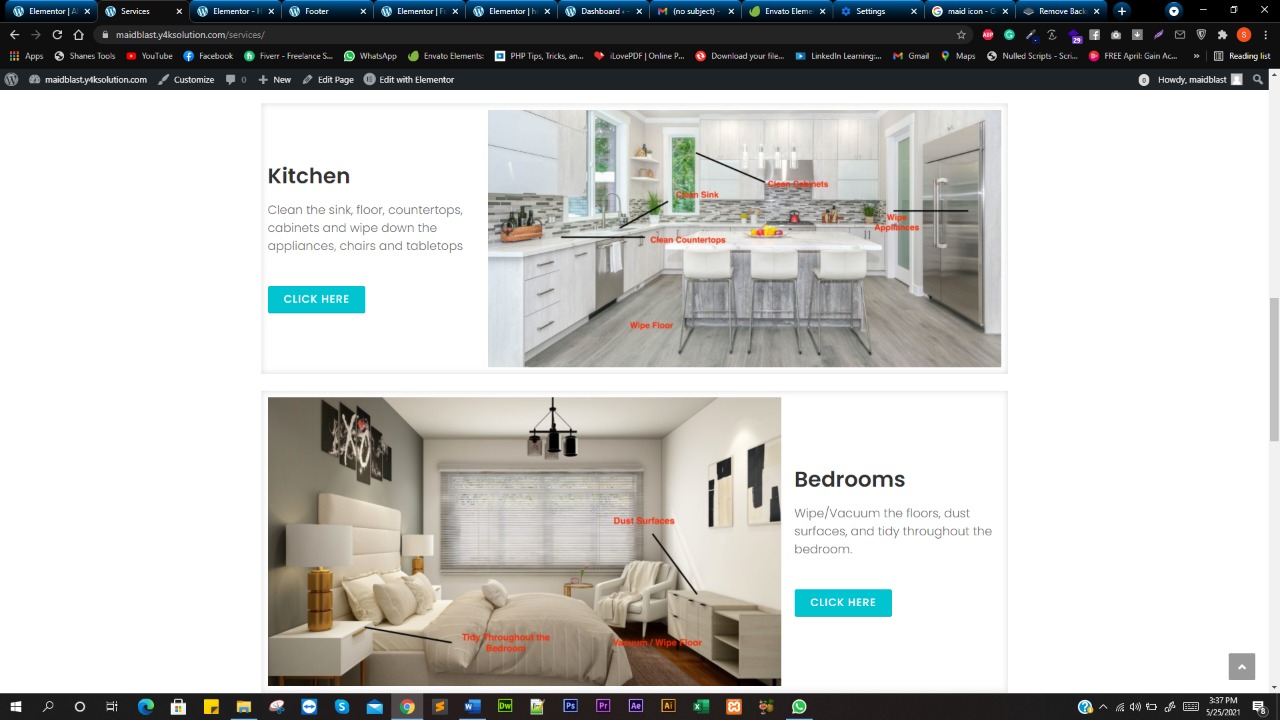 Elementor | A
Services
Elementor - H
Elementor | Fo
Elementor | h
Dashboard ‹
(no subject) -
Envato Elemen
Settings
maid icon - G
Remove Back
maidblast.y4ksolution.com/services/
Apps
Shanes Tools
YouTube
Facebook
Fiverr - Freelance S...
WhatsApp
Envato Elements:
PHP Tips, Tricks, an...
iLovePDF | Online P...
Download your file...
LinkedIn Learning:...
Gmail
Maps
Nulled Scripts - Scri...
FREE April: Gain Ac...
»
Reading list
maidblast.y4ksolution.com
Customize
0
New
Edit Page
Edit with Elementor
0
Howdy, maidblast
Kitchen
Clean the sink, floor, countertops,
cabinets and wipe down the
appliances, chairs and tabletops
CLICK HERE
Clean Cabinets
Clean Sink
Wipe
Appliances
Clean Countertops
Wipe Floor
Dust Surfaces
Tidy Throughout the
Bedroom
Vacuum / Wipe Floor
Bedrooms
Wipe/Vacuum the floors, dust
surfaces, and tidy throughout the
bedroom.
CLICK HERE
3:37 PM
5/25/2021